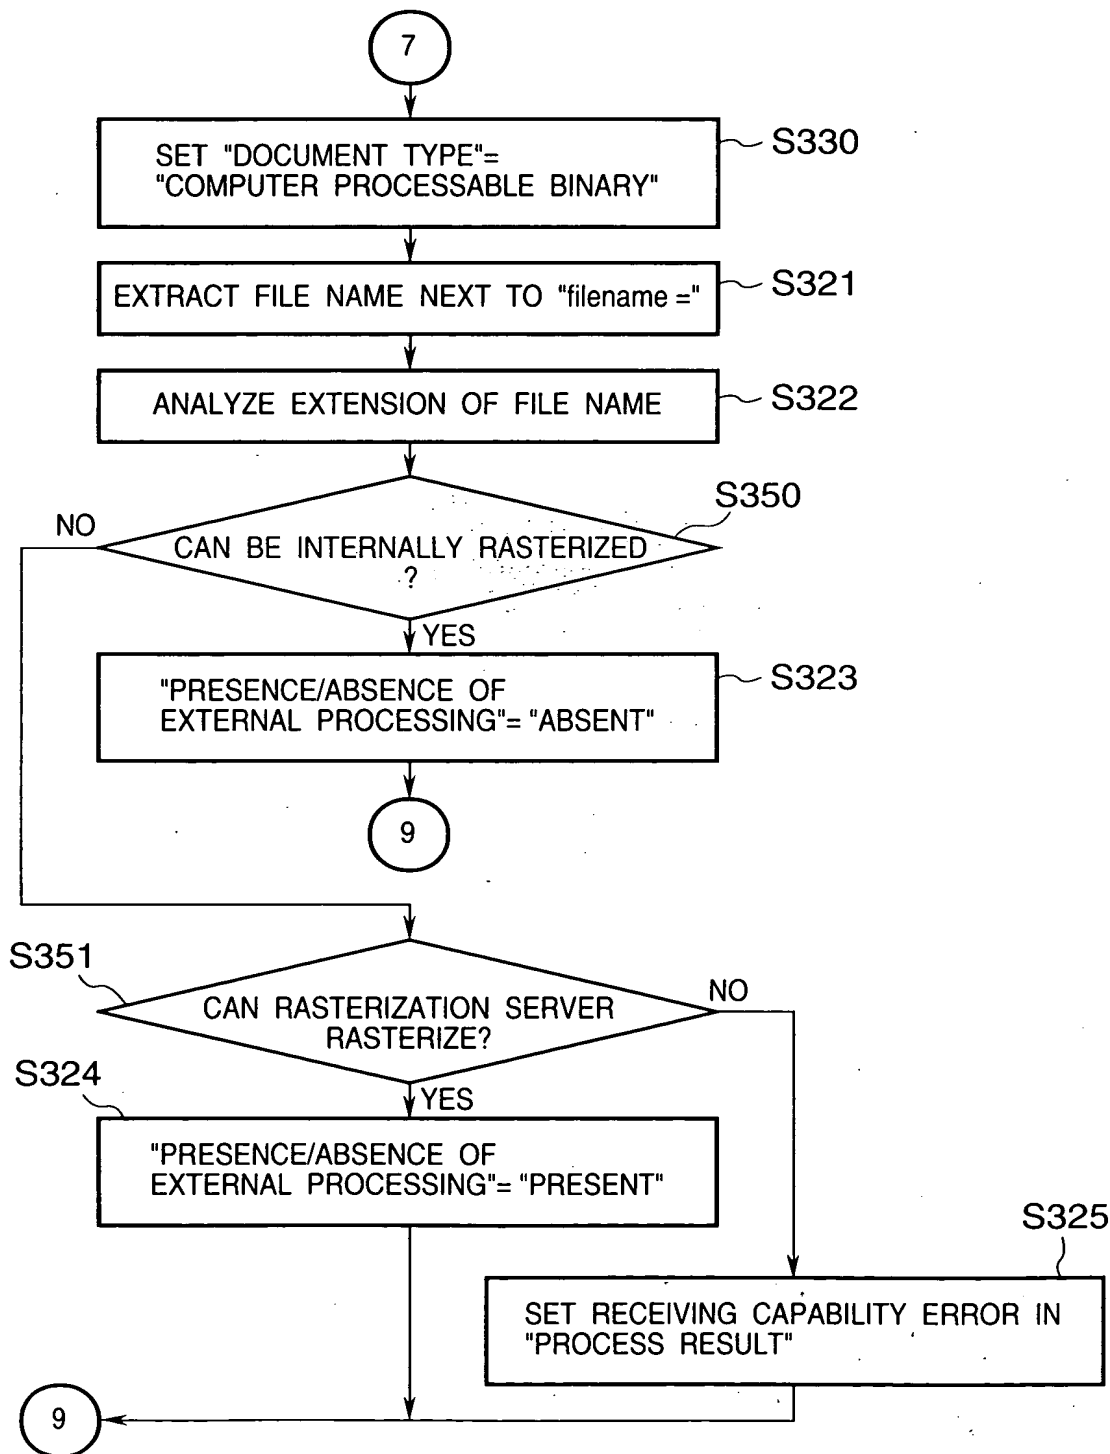 7
SET "DOCUMENT TYPE"=
"COMPUTER PROCESSABLE BINARY"
S330
EXTRACT FILE NAME NEXT TO "filename ="
S321
ANALYZE EXTENSION OF FILE NAME
S322
S350
NO
CAN BE INTERNALLY RASTERIZED
?
YES
"PRESENCE/ABSENCE OF
EXTERNAL PROCESSING"= "ABSENT"
S323
9
S351
CAN RASTERIZATION SERVER
RASTERIZE?
NO
S324
YES
"PRESENCE/ABSENCE OF
EXTERNAL PROCESSING"= "PRESENT"
S325
SET RECEIVING CAPABILITY ERROR IN
"PROCESS RESULT"
9